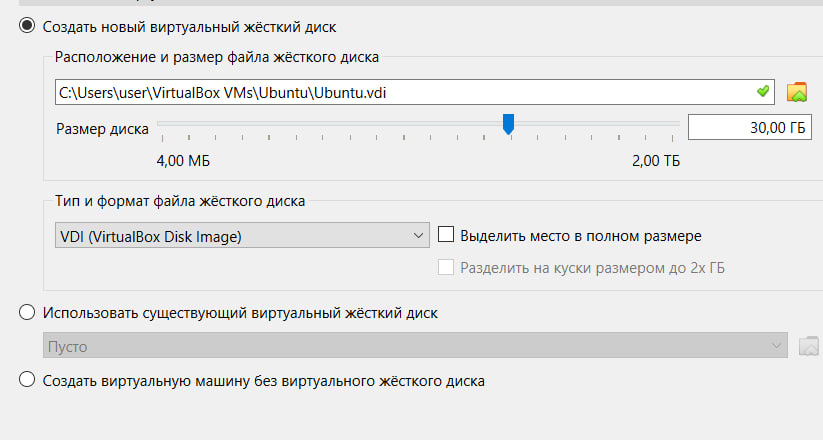 Создать новый виртуальный жёсткий диск
Расположение и размер файла жёсткого диска
C:\Users\user\VirtualBox VMs\Ubuntu\Ubuntu.vdi
Размер диска
30,00 ГБ
4,00 МБ
2,00 ТБ
Тип и формат файла жёсткого диска
VDI (VirtualBox Disk Image)
Выделить место в полном размере
Разделить на куски размером до 2х ГБ
Использовать существующий виртуальный жёсткий диск
Пусто
Создать виртуальную машину без виртуального жёсткого диска